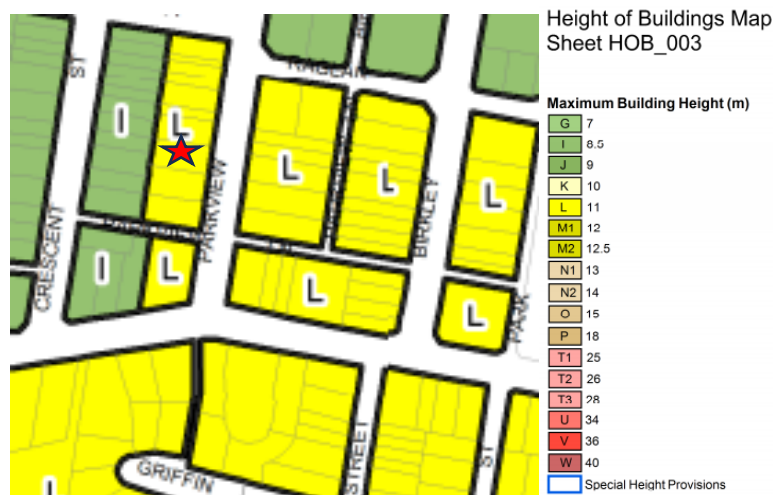 Height of Buildings Map
Sheet HOB_003
Maximum Building Height (m)
G 7
I 8.5
J 9
K 10
L 11
M1 12
M2 12.5
N1 13
N2 14
O 15
P 18
T1 25
T2 26
T3 28
U 34
V 36
W 40
Special Height Provisions
ST
RAGLAN
I
L
L
L
L
PARKVIEW
BIRKLEY
CRESCENT
I
L
L
L
PARK
GRIFFIN
STREET
ST